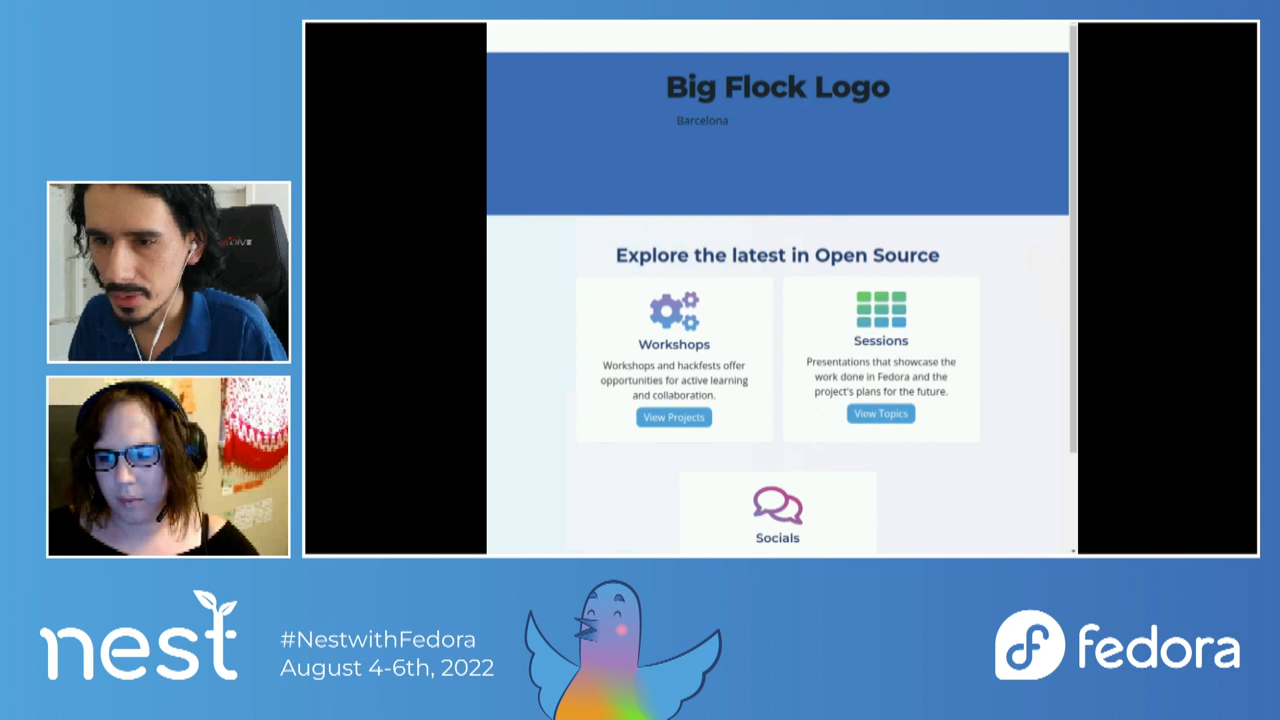 Big Flock Logo
Barcelona
Explore the latest in Open Source
Workshops
Workshops and hackfests offer
opportunities for active learning
and collaboration.
View Projects
Sessions
Presentations that showcase the
work done in Fedora and the
project's plans for the future.
View Topics
Socials
nest
#NestwithFedora
August 4-6th, 2022
fedora